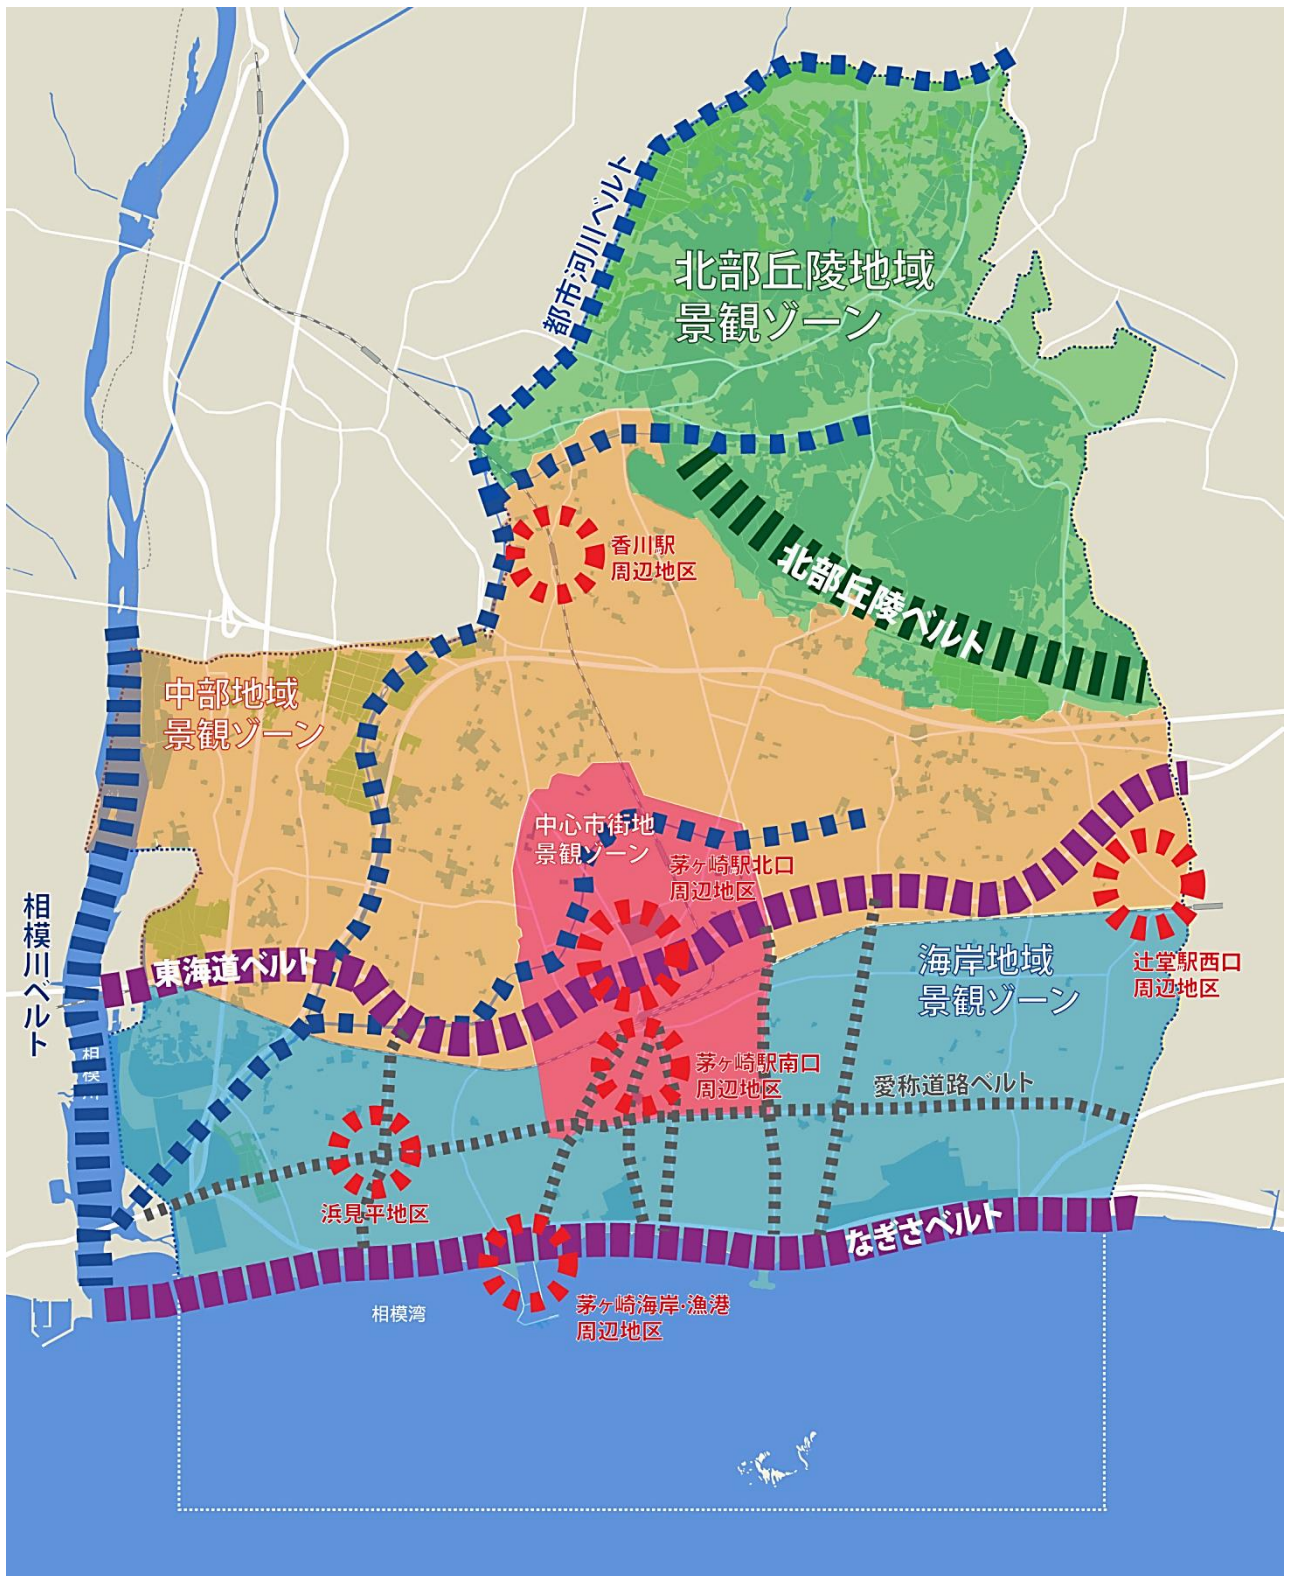 都市河川ベルト
北部丘陵地域
景観ゾーン
香川駅
周辺地区
北部丘陵ベルト
中部地域
景観ゾーン
中心市街地
景観ゾーン
茅ヶ崎駅北口
周辺地区
相模川ベルト
東海道ベルト
海岸地域
景観ゾーン
辻堂駅西口
周辺地区
相模川
茅ヶ崎駅南口
周辺地区
愛称道路ベルト
浜見平地区
なぎさベルト
相模湾
茅ヶ崎海岸・漁港
周辺地区